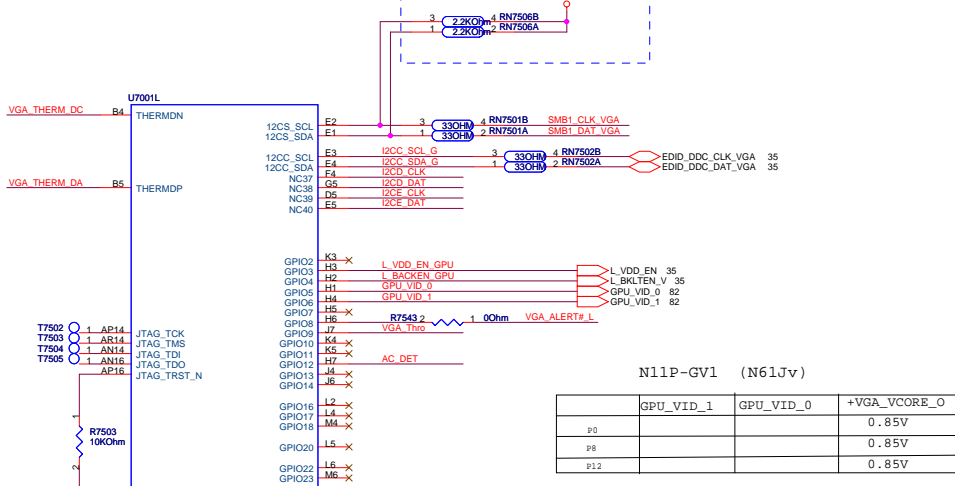 3 2.2KOhm 4 RN7506B
1 2.2KOhm 2 RN7506A
U7001L
VGA_THERM_DC B4 THERMDN
12CS_SCL E2 3 33OHM 4 RN7501B SMB1_CLK_VGA
12CS_SDA E1 1 33OHM 2 RN7501A SMB1_DAT_VGA
12CC_SCL E3 I2CC_SCL_G 3 33OHM 4 RN7502B EDID_DDC_CLK_VGA 35
12CC_SDA E4 I2CC_SDA_G 1 33OHM 2 RN7502A EDID_DDC_DAT_VGA 35
NC37 F4 I2CD_CLK
VGA_THERM_DA B5 THERMDP NC38 G5 I2CD_DAT
NC39 D5 I2CE_CLK
NC40 E5 I2CE_DAT
GPIO2 K3
GPIO3 H3 L_VDD_EN_GPU L_VDD_EN 35
GPIO4 H2 L_BACKEN_GPU L_BKLTEN_V 35
GPIO5 H1 GPU_VID_0 GPU_VID_0 82
GPIO6 H4 GPU_VID_1 GPU_VID_1 82
GPIO7 H5
GPIO8 H6 R7543 2 1 0Ohm VGA_ALERT#_L
T7502 1 AP14 JTAG_TCK GPIO9 J7 VGA_Thro
T7503 1 AR14 JTAG_TMS GPIO10 K4
T7504 1 AN14 JTAG_TDI GPIO11 K5
T7505 1 AN16 JTAG_TDO GPIO12 H7 AC_DET
AP16 JTAG_TRST_N GPIO13 J4
GPIO14 J6
N11P-GV1 (N61Jv)
GPIO16 L2
GPIO17 L4
GPIO18 M4
1
R7503
10KOhm
2
GPIO20 L5
GPIO22 L6
GPIO23 M6
GPU_VID_1 GPU_VID_0 +VGA_VCORE_O
P0 0.85V
P8 0.85V
P12 0.85V